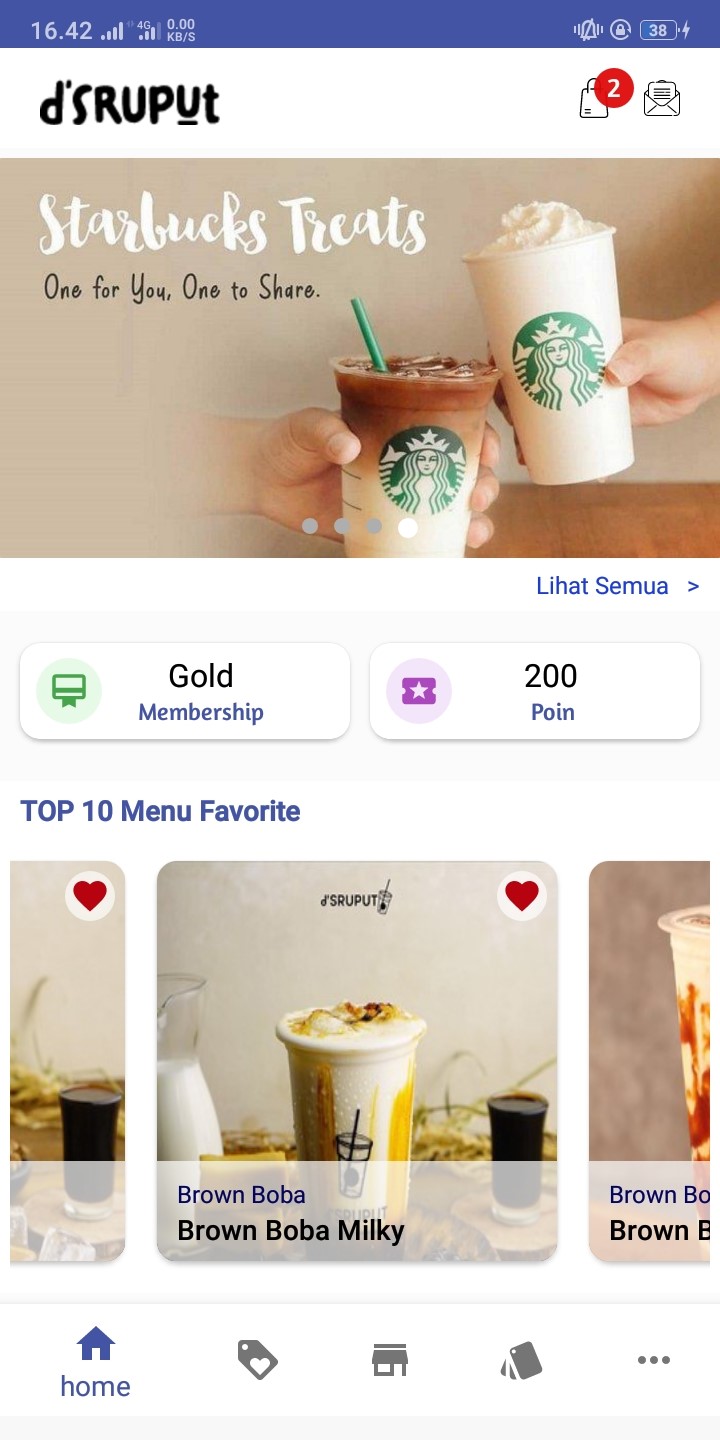 16.42
4G
0.00
KB/S
38
d'SRUPUt
2
Starbucks Treats
One for You, One to Share.
Lihat Semua >
Gold
Membership
200
Poin
TOP 10 Menu Favorite
d'SRUPUT
Brown Boba
Brown Boba Milky
Brown Bo
Brown B
home